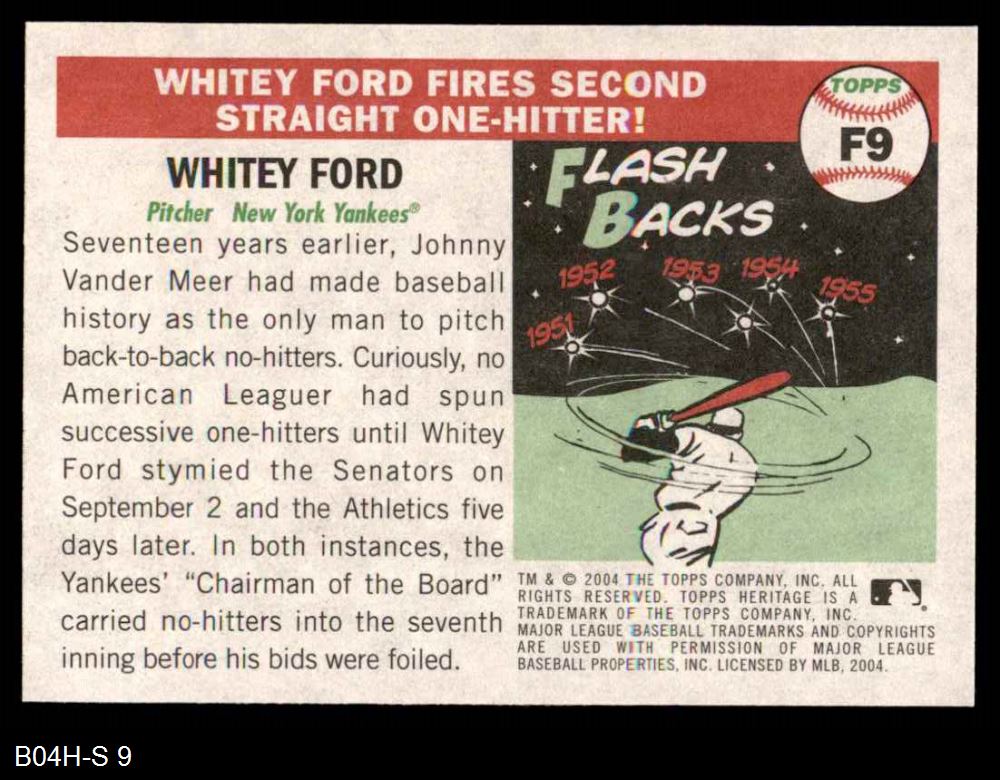 WHITEY FORD FIRES SECOND
STRAIGHT ONE-HITTER!
TOPPS
F9
WHITEY FORD
Pitcher New York Yankees®
Seventeen years earlier, Johnny
Vander Meer had made baseball
history as the only man to pitch
back-to-back no-hitters. Curiously, no
American Leaguer had spun
successive one-hitters until Whitey
Ford stymied the Senators on
September 2 and the Athletics five
days later. In both instances, the
Yankees' “Chairman of the Board”
carried no-hitters into the seventh
inning before his bids were foiled.
FLASH
BACKS
1951
1952
1953
1954
1955
TM & © 2004 THE TOPPS COMPANY, INC. ALL
RIGHTS RESERVED. TOPPS HERITAGE IS A
TRADEMARK OF THE TOPPS COMPANY, INC.
MAJOR LEAGUE BASEBALL TRADEMARKS AND COPYRIGHTS
ARE USED WITH PERMISSION OF MAJOR LEAGUE
BASEBALL PROPERTIES, INC. LICENSED BY MLB, 2004.
B04H-S 9